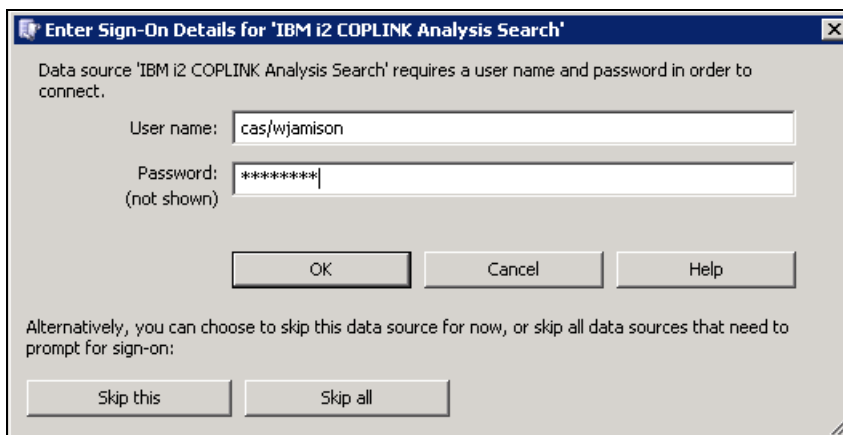 Enter Sign-On Details for 'IBM i2 COPLINK Analysis Search'
Data source 'IBM i2 COPLINK Analysis Search' requires a user name and password in order to
connect.
User name: cas/wjamison
Password: ********
(not shown)
OK Cancel Help
Alternatively, you can choose to skip this data source for now, or skip all data sources that need to
prompt for sign-on:
Skip this Skip all